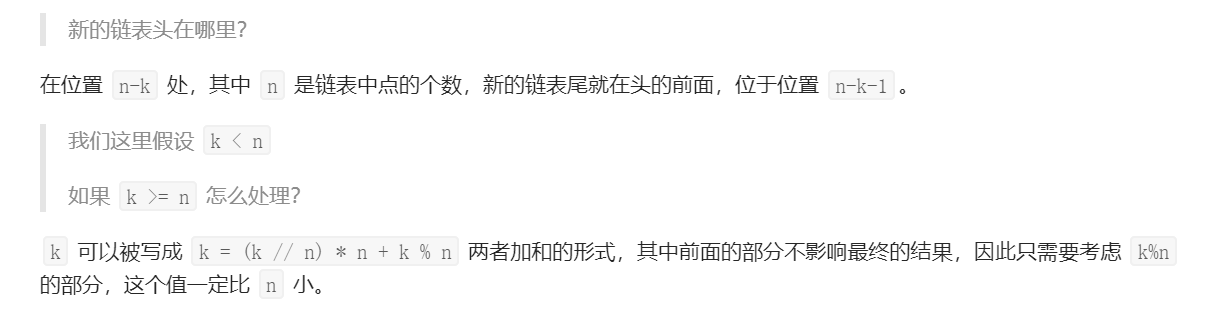 新的链表头在哪里？
在位置 n-k 处，其中 n 是链表中点的个数，新的链表尾就在头的前面，位于位置 n-k-1 。
我们这里假设 k < n
如果 k >= n 怎么处理？
k 可以被写成 k = (k // n) * n + k % n 两者加和的形式，其中前面的部分不影响最终的结果，因此只需要考虑 k%n
的部分，这个值一定比 n 小。